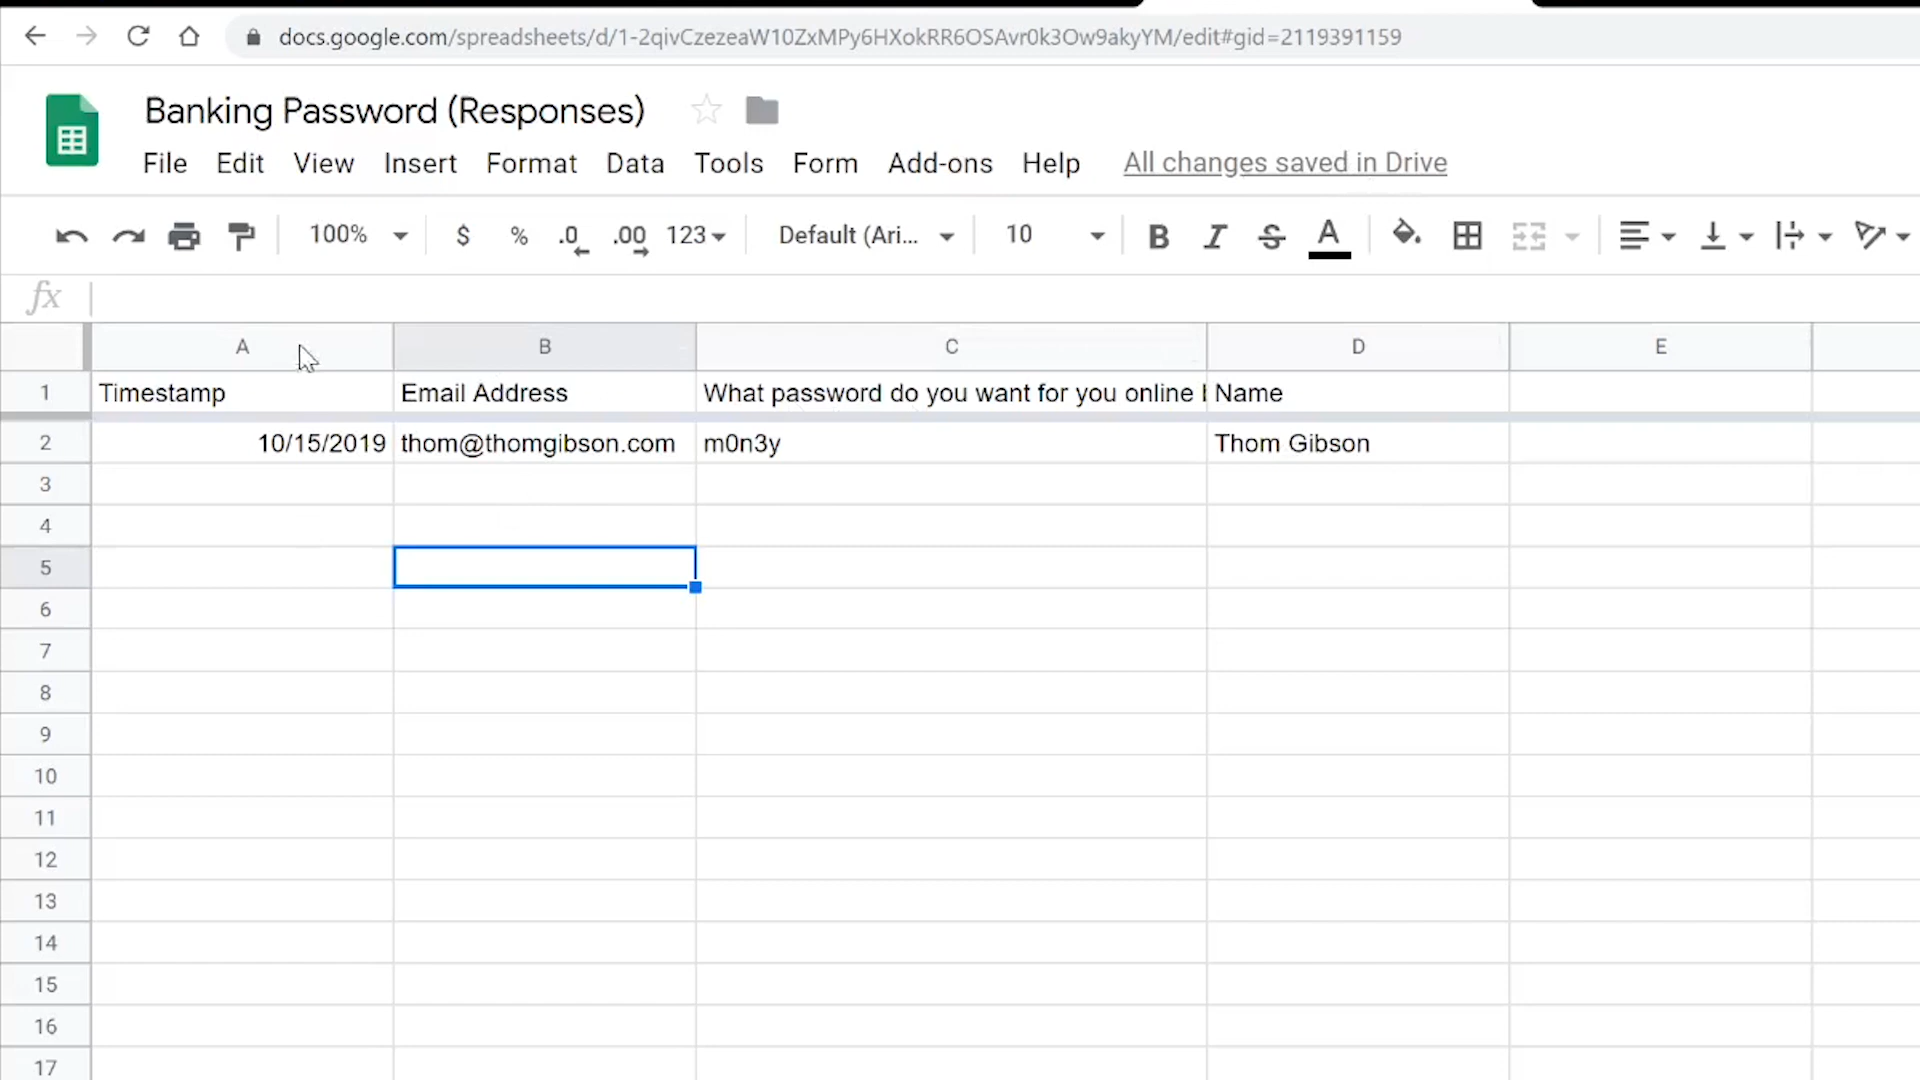 docs.google.com/spreadsheets/d/1-2qivCzezeaW10ZxMPy6HXokRR6OSAvr0k3Ow9akyYM/edit#gid=2119391159
Banking Password (Responses)
File Edit View Insert Format Data Tools Form Add-ons Help All changes saved in Drive
100% $ % .0 .00 123 Default (Ari... 10 B I S A
fx
A B C D E
1 Timestamp Email Address What password do you want for you online Name
2 10/15/2019 thom@thomgibson.com m0n3y Thom Gibson
3
4
5
6
7
8
9
10
11
12
13
14
15
16
17